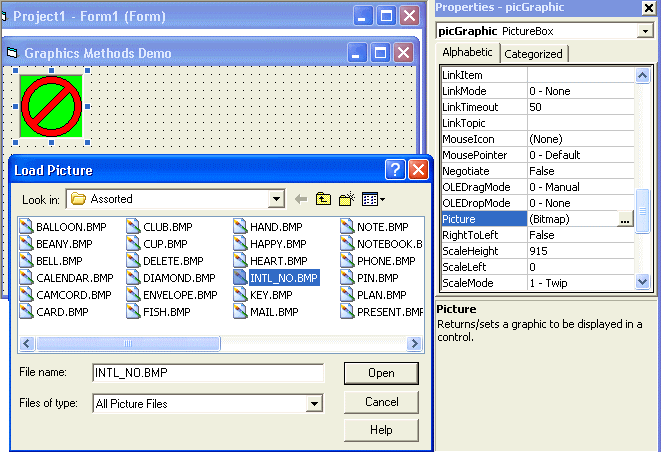 Project1 - Form1 (Form)
Graphics Methods Demo
Load Picture
Look in: Assorted
BALLOON.BMP CLUB.BMP HAND.BMP NOTE.BMP
BEANY.BMP CUP.BMP HAPPY.BMP NOTEBOOK.B
BELL.BMP DELETE.BMP HEART.BMP PHONE.BMP
CALENDAR.BMP DIAMOND.BMP INTL_NO.BMP PIN.BMP
CAMCORD.BMP ENVELOPE.BMP KEY.BMP PLAN.BMP
CARD.BMP FISH.BMP MAIL.BMP PRESENT.BMP
File name: INTL_NO.BMP Open
Files of type: All Picture Files Cancel
Help
Properties - picGraphic
picGraphic PictureBox
Alphabetic Categorized
LinkItem
LinkMode 0 - None
LinkTimeout 50
LinkTopic
MouseIcon (None)
MousePointer 0 - Default
Negotiate False
OLEDragMode 0 - Manual
OLEDropMode 0 - None
Picture (Bitmap) ...
RightToLeft False
ScaleHeight 915
ScaleLeft 0
ScaleMode 1 - Twip
Picture
Returns/sets a graphic to be displayed in a
control.